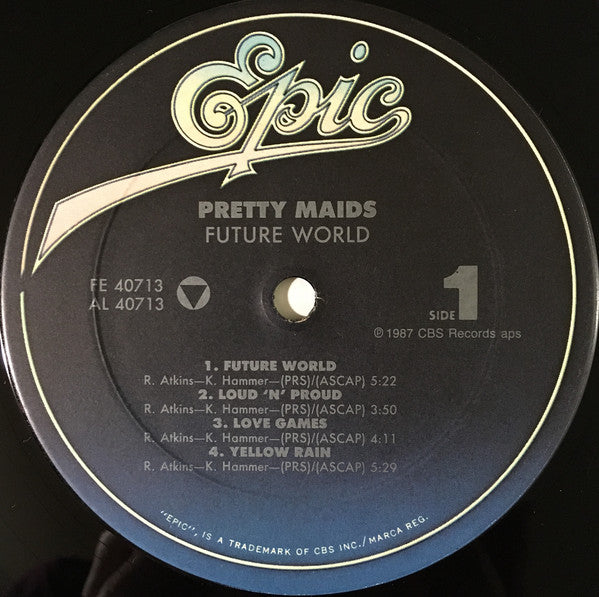 Epic
PRETTY MAIDS
FUTURE WORLD
FE 40713
AL 40713
SIDE 1
℗ 1987 CBS Records aps
1. FUTURE WORLD
R. Atkins—K. Hammer—(PRS)/(ASCAP) 5:22
2. LOUD 'N' PROUD
R. Atkins—K. Hammer—(PRS)/(ASCAP) 3:50
3. LOVE GAMES
R. Atkins—K. Hammer—(PRS)/(ASCAP) 4:11
4. YELLOW RAIN
R. Atkins—K. Hammer—(PRS)/(ASCAP) 5:29
"EPIC", IS A TRADEMARK OF CBS INC./MARCA REG.